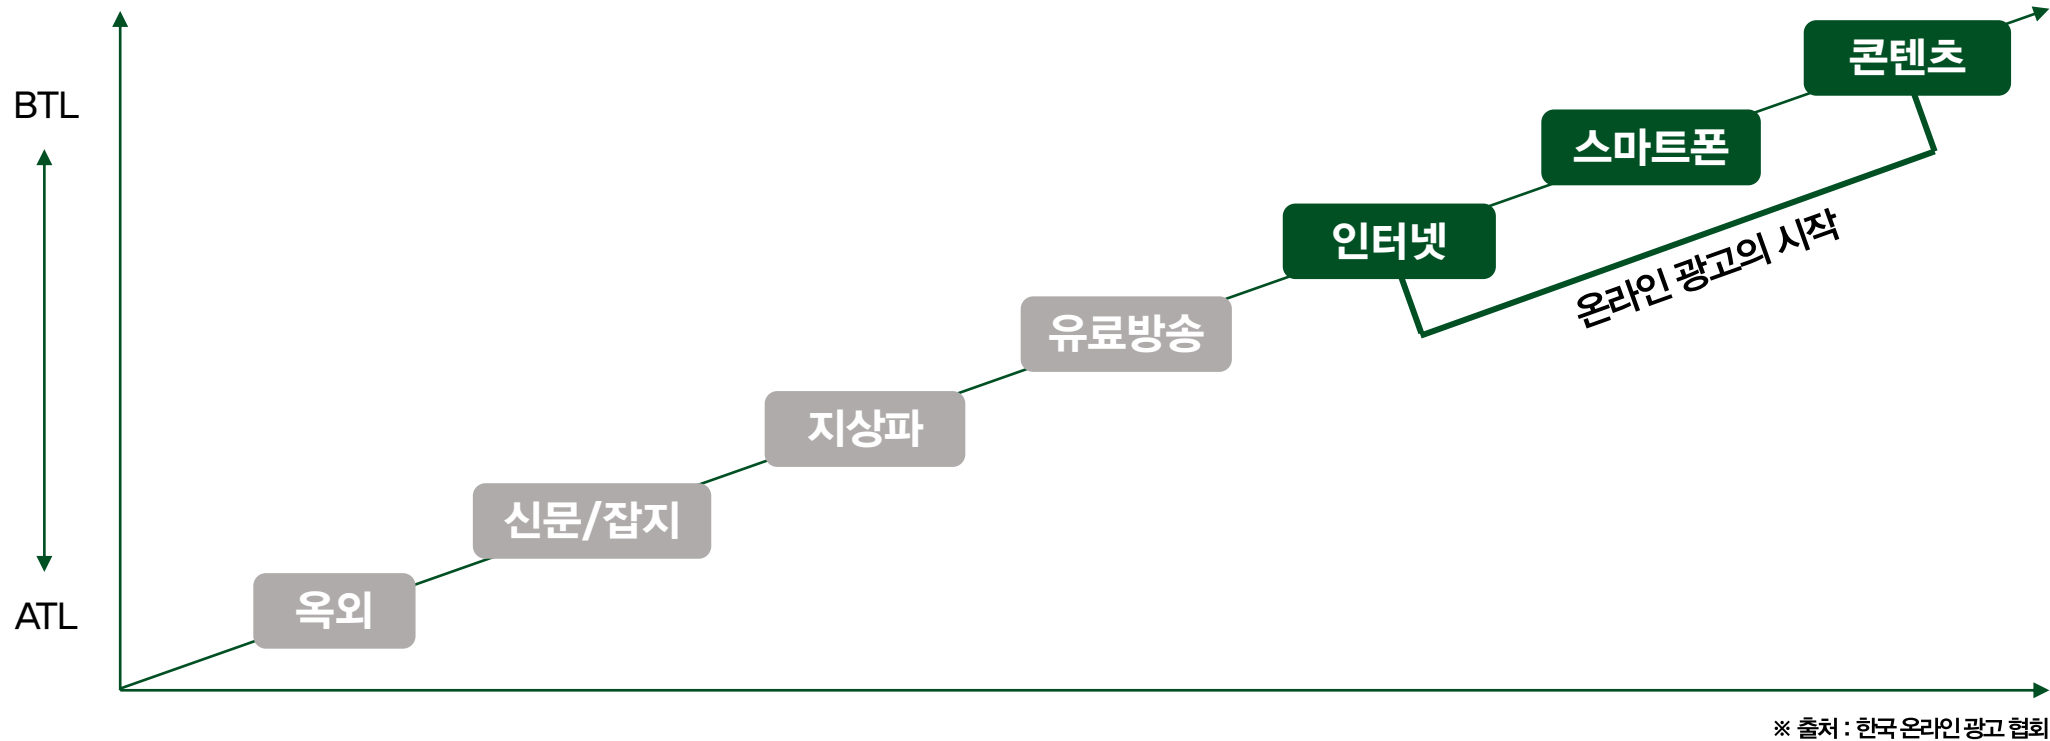 BTL
ATL
콘텐츠
스마트폰
인터넷
온라인 광고의 시작
유료방송
지상파
신문/잡지
옥외
※ 출처 : 한국 온라인 광고 협회